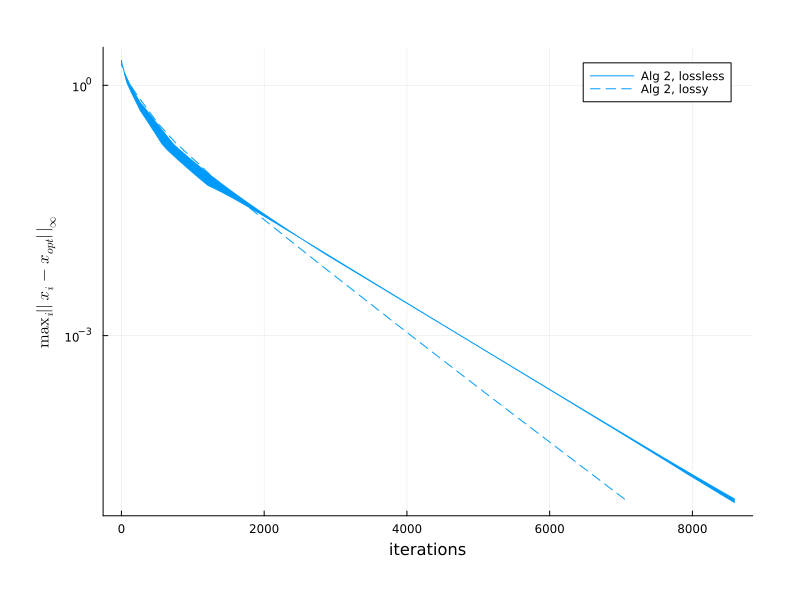 Alg 2, lossless
Alg 2, lossy
10^0
10^−3
max_i|| x_i − x_opt||_∞
0 2000 4000 6000 8000
iterations